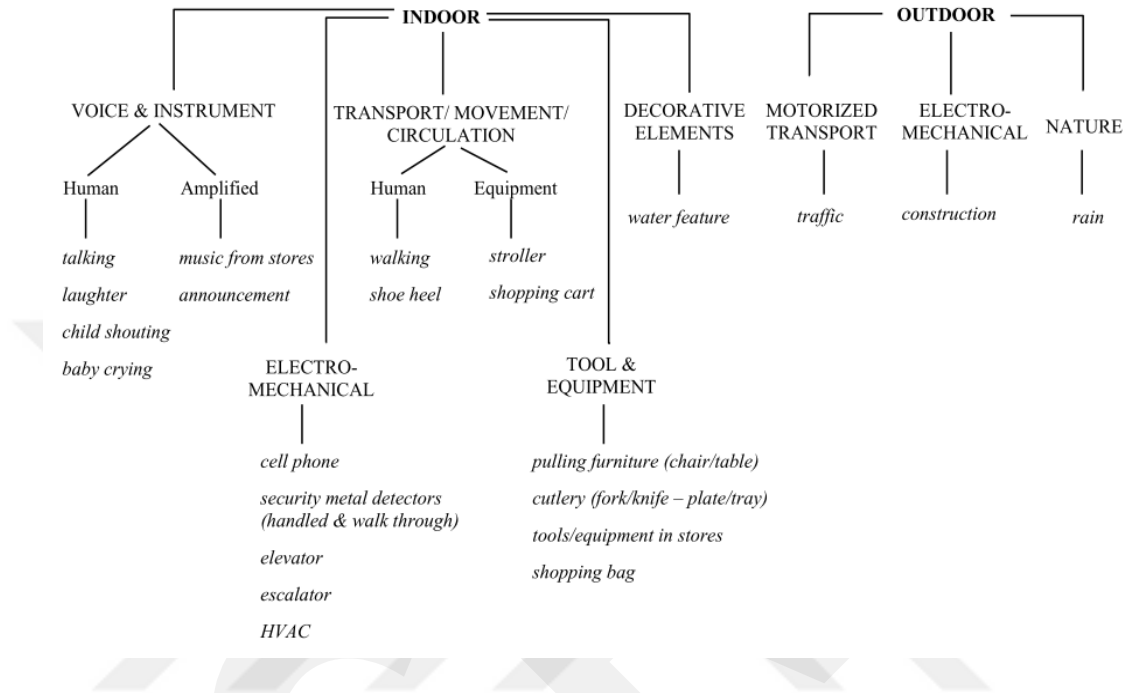 INDOOR
OUTDOOR
VOICE & INSTRUMENT
Human
talking
laughter
child shouting
baby crying
Amplified
music from stores
announcement
TRANSPORT/ MOVEMENT/
CIRCULATION
Human
walking
shoe heel
Equipment
stroller
shopping cart
DECORATIVE
ELEMENTS
water feature
MOTORIZED
TRANSPORT
traffic
ELECTRO-
MECHANICAL
construction
NATURE
rain
ELECTRO-
MECHANICAL
cell phone
security metal detectors
(handled & walk through)
elevator
escalator
HVAC
TOOL &
EQUIPMENT
pulling furniture (chair/table)
cutlery (fork/knife – plate/tray)
tools/equipment in stores
shopping bag